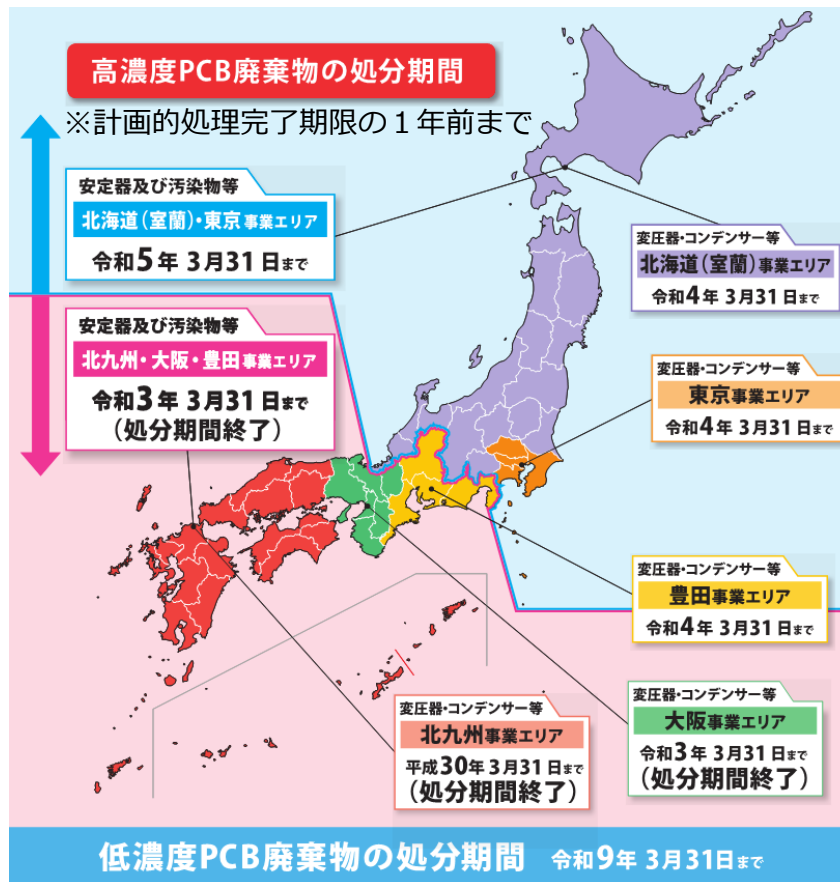 高濃度PCB廃棄物の処分期間
※計画的処理完了期限の１年前まで
安定器及び汚染物等
北海道(室蘭)・東京事業エリア
令和5年 3月31日まで
変圧器・コンデンサー等
北海道(室蘭)事業エリア
令和4年 3月31日まで
安定器及び汚染物等
北九州・大阪・豊田事業エリア
令和3年 3月31日まで
(処分期間終了)
変圧器・コンデンサー等
東京事業エリア
令和4年 3月31日まで
変圧器・コンデンサー等
豊田事業エリア
令和4年 3月31日まで
変圧器・コンデンサー等
大阪事業エリア
令和3年 3月31日まで
(処分期間終了)
変圧器・コンデンサー等
北九州事業エリア
平成30年 3月31日まで
(処分期間終了)
低濃度PCB廃棄物の処分期間 令和9年 3月31日まで